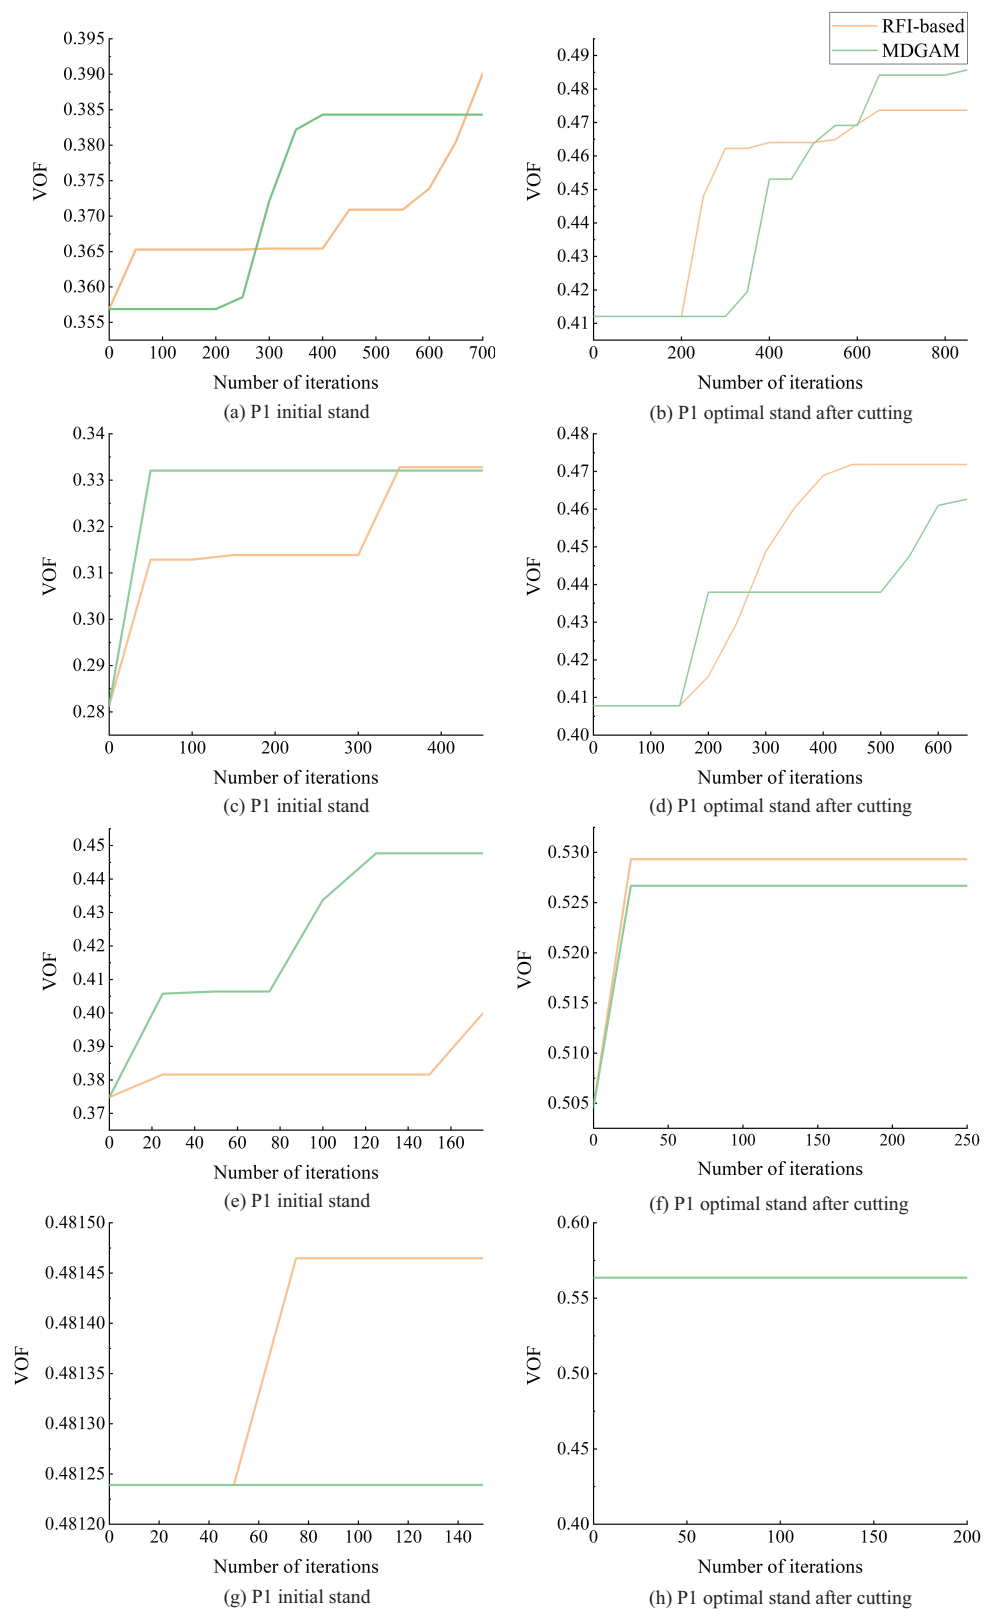 RFI-based
MDGAM
0.395
0.390
0.385
0.380
0.375
0.370
0.365
0.360
0.355
VOF
0 100 200 300 400 500 600 700
Number of iterations
(a) P1 initial stand
0.49
0.48
0.47
0.46
0.45
0.44
0.43
0.42
0.41
VOF
0 200 400 600 800
Number of iterations
(b) P1 optimal stand after cutting
0.34
0.33
0.32
0.31
0.30
0.29
0.28
VOF
0 100 200 300 400
Number of iterations
(c) P1 initial stand
0.48
0.47
0.46
0.45
0.44
0.43
0.42
0.41
0.40
VOF
0 100 200 300 400 500 600
Number of iterations
(d) P1 optimal stand after cutting
0.45
0.44
0.43
0.42
0.41
0.40
0.39
0.38
0.37
VOF
0 20 40 60 80 100 120 140 160
Number of iterations
(e) P1 initial stand
0.530
0.525
0.520
0.515
0.510
0.505
VOF
0 50 100 150 200 250
Number of iterations
(f) P1 optimal stand after cutting
0.48150
0.48145
0.48140
0.48135
0.48130
0.48125
0.48120
VOF
0 20 40 60 80 100 120 140
Number of iterations
(g) P1 initial stand
0.60
0.55
0.50
0.45
0.40
VOF
0 50 100 150 200
Number of iterations
(h) P1 optimal stand after cutting